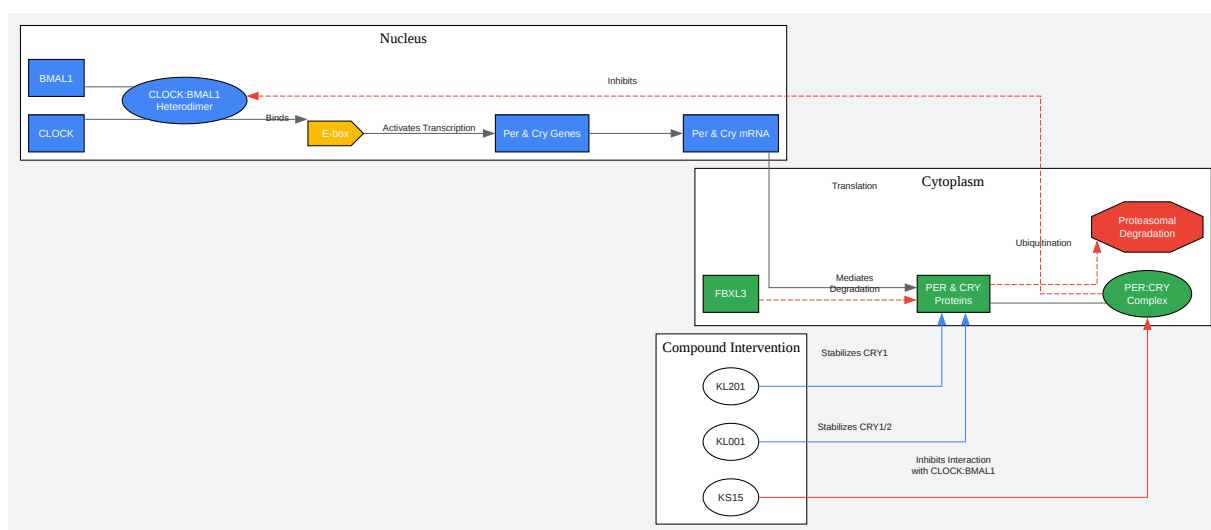 Nucleus
BMAL1
CLOCK:BMAL1
Heterodimer
Inhibits
CLOCK
Binds
E-box
Activates Transcription
Per & Cry Genes
Per & Cry mRNA
Cytoplasm
Translation
Proteasomal
Degradation
Ubiquitination
FBXL3
Mediates
Degradation
PER & CRY
Proteins
PER:CRY
Complex
Compound Intervention
Stabilizes CRY1
KL201
Stabilizes CRY1/2
KL001
Inhibits Interaction
with CLOCK:BMAL1
KS15